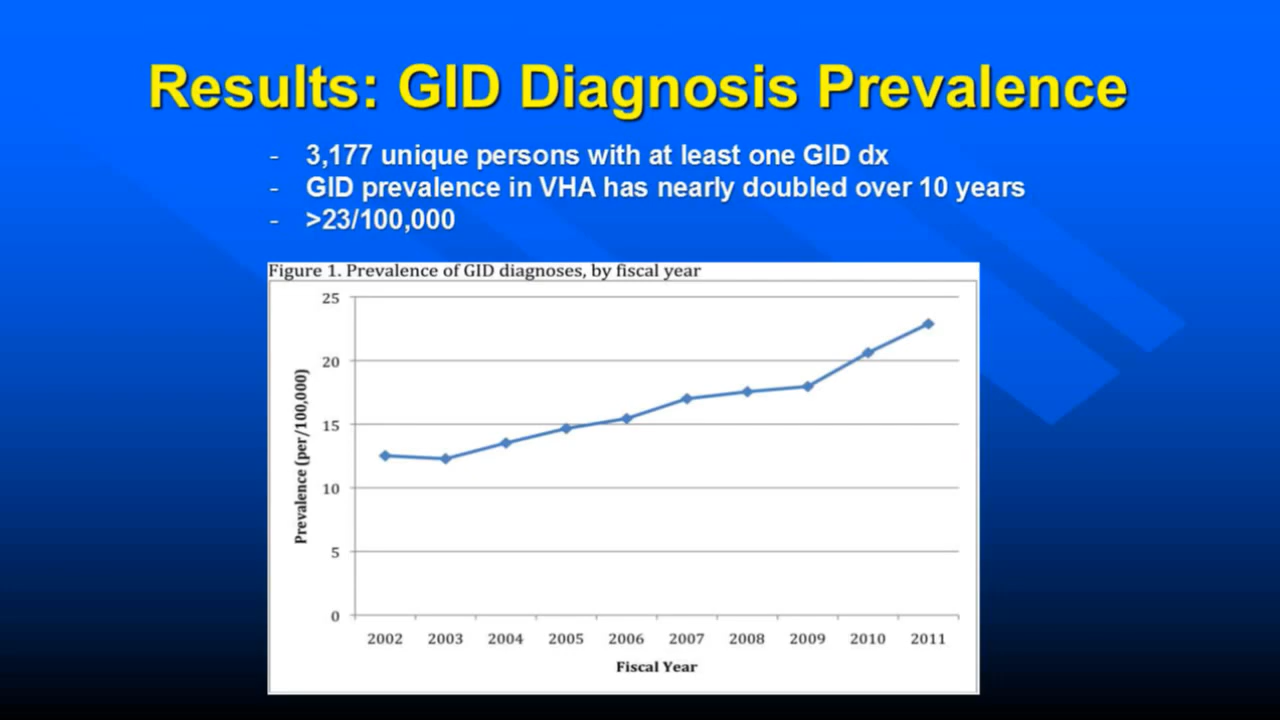 Results: GID Diagnosis Prevalence
- 3,177 unique persons with at least one GID dx
- GID prevalence in VHA has nearly doubled over 10 years
- >23/100,000
Figure 1. Prevalence of GID diagnoses, by fiscal year
Prevalence (per/100,000)
25
20
15
10
5
0
2002 2003 2004 2005 2006 2007 2008 2009 2010 2011
Fiscal Year